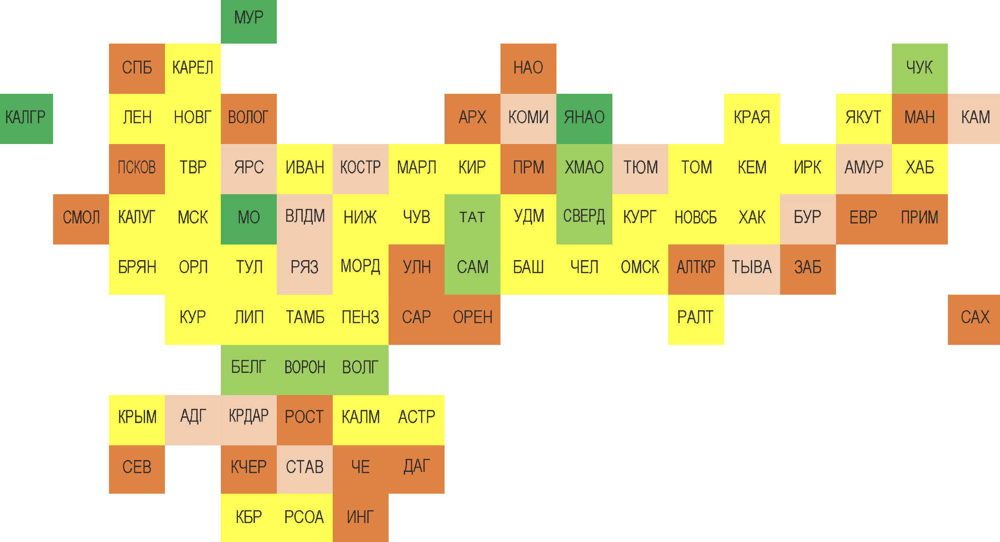 МУР
СПБ КАРЕЛ НАО ЧУК
КАЛГР ЛЕН НОВГ ВОЛОГ АРХ КОМИ ЯНАО КРАЯ ЯКУТ МАН КАМ
ПСКОВ ТВР ЯРС ИВАН КОСТР МАРЛ КИР ПРМ ХМАО ТЮМ ТОМ КЕМ ИРК АМУР ХАБ
СМОЛ КАЛУГ МСК МО ВЛДМ НИЖ ЧУВ ТАТ УДМ СВЕРД КУРГ НОВСБ ХАК БУР ЕВР ПРИМ
БРЯН ОРЛ ТУЛ РЯЗ МОРД УЛН САМ БАШ ЧЕЛ ОМСК АЛТКР ТЫВА ЗАБ
КУР ЛИП ТАМБ ПЕНЗ САР ОРЕН РАЛТ САХ
БЕЛГ ВОРОН ВОЛГ
КРЫМ АДГ КРДАР РОСТ КАЛМ АСТР
СЕВ КЧЕР СТАВ ЧЕ ДАГ
КБР РСОА ИНГ